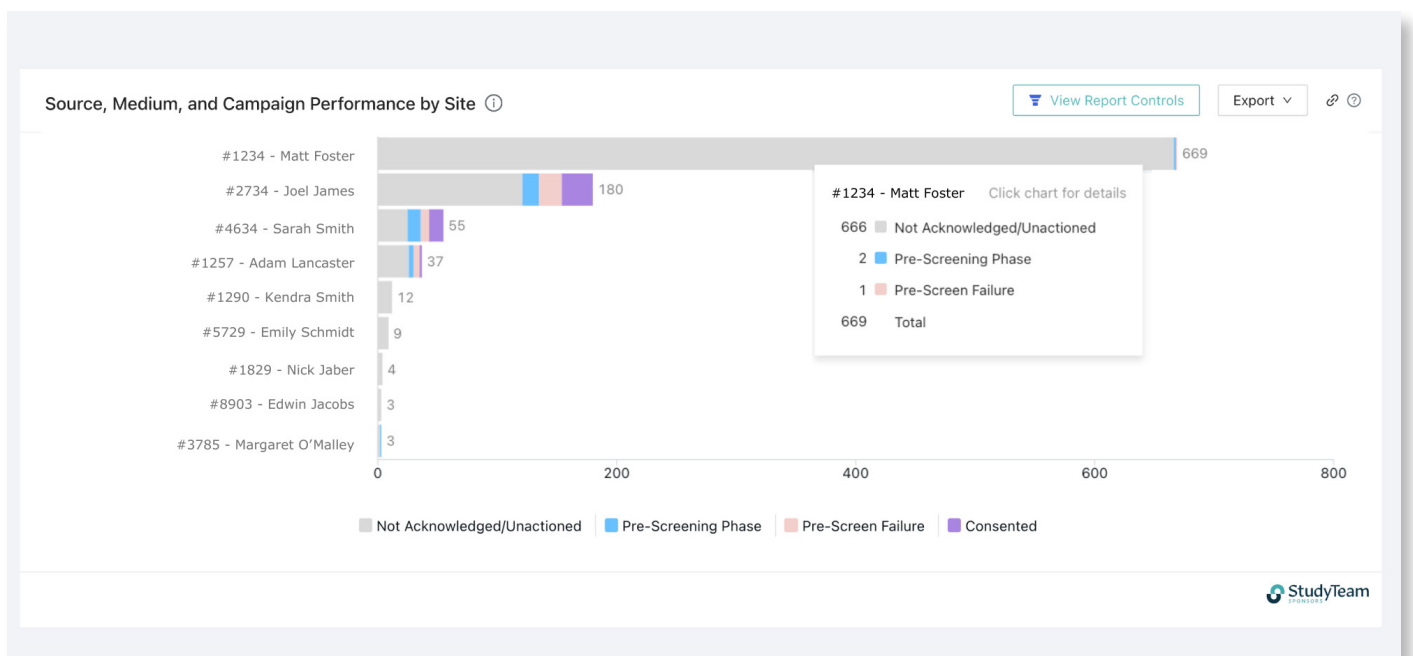 Source, Medium, and Campaign Performance by Site
View Report Controls
Export
#1234 - Matt Foster
669
#2734 - Joel James
180
#4634 - Sarah Smith
55
#1257 - Adam Lancaster
37
#1290 - Kendra Smith
12
#5729 - Emily Schmidt
9
#1829 - Nick Jaber
4
#8903 - Edwin Jacobs
3
#3785 - Margaret O’Malley
3
#1234 - Matt Foster Click chart for details
666 Not Acknowledged/Unactioned
2 Pre-Screening Phase
1 Pre-Screen Failure
669 Total
0 200 400 600 800
Not Acknowledged/Unactioned Pre-Screening Phase Pre-Screen Failure Consented
StudyTeam
SPONSORS